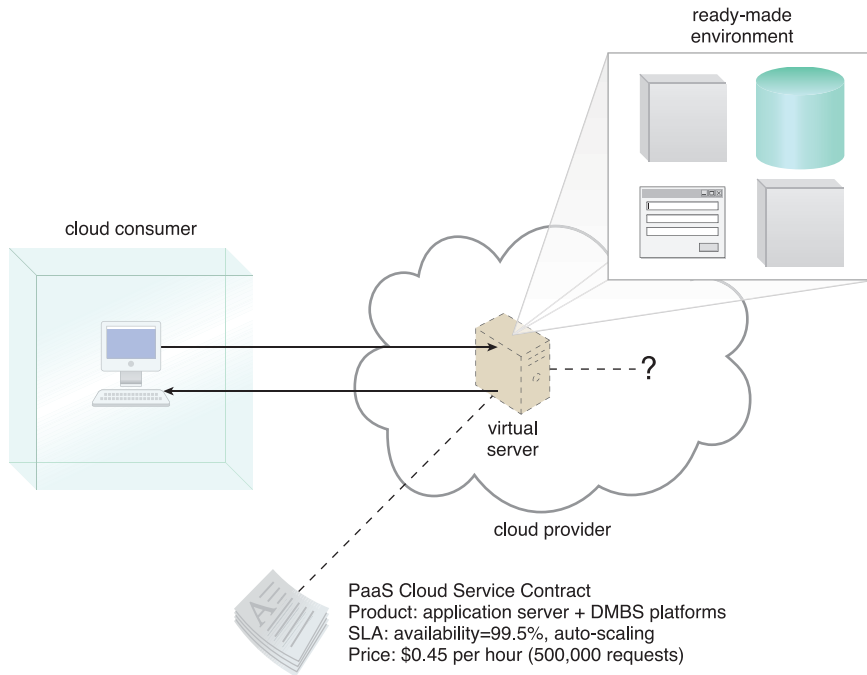 ready-made
environment
cloud consumer
?
virtual
server
cloud provider
A
PaaS Cloud Service Contract
Product: application server + DMBS platforms
SLA: availability=99.5%, auto-scaling
Price: $0.45 per hour (500,000 requests)